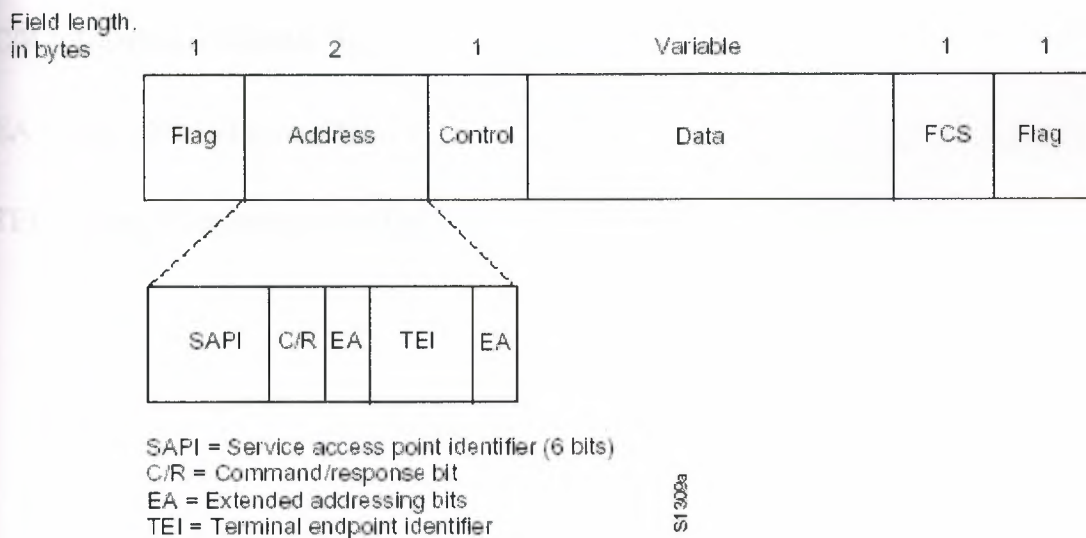 Field length.
in bytes 1 2 1 Variable 1 1
Flag Address Control Data FCS Flag
SAPI C/R EA TEI EA
SAPI = Service access point identifier (6 bits)
C/R = Command/response bit
EA = Extended addressing bits
TEI = Terminal endpoint identifier
S1309a